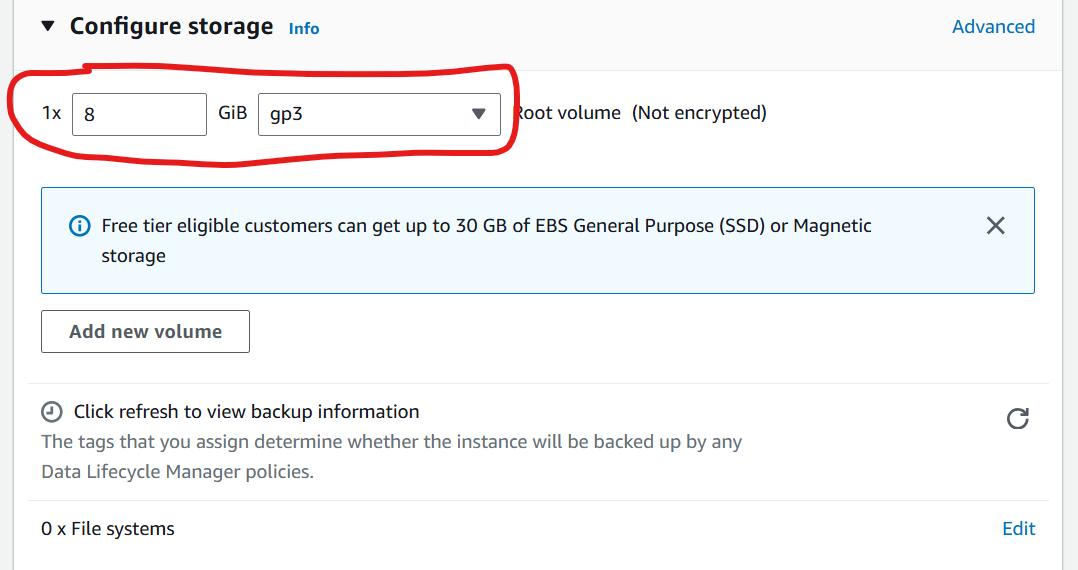 Configure storage Info Advanced
1x 8 GiB gp3 Root volume (Not encrypted)
Free tier eligible customers can get up to 30 GB of EBS General Purpose (SSD) or Magnetic
storage
Add new volume
Click refresh to view backup information
The tags that you assign determine whether the instance will be backed up by any
Data Lifecycle Manager policies.
0 x File systems Edit